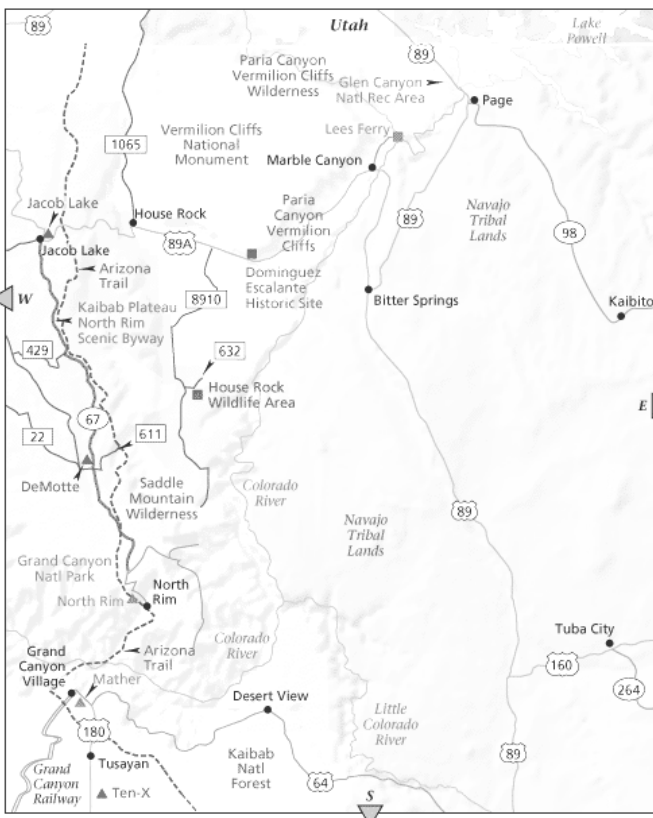 89
Utah
Lake
Powell
89
Paria Canyon
Vermilion Cliffs
Wilderness
Glen Canyon
Natl Rec Area
Page
1065
Vermilion Cliffs
National
Monument
Lees Ferry
Marble Canyon
Jacob Lake
House Rock
Paria
Canyon
Vermilion
Cliffs
Navajo
Tribal
Lands
89
98
Jacob Lake
89A
Arizona
Trail
Dominguez
Escalante
Historic Site
W
8910
Bitter Springs
Kaibito
Kaibab Plateau
North Rim
Scenic Byway
429
632
House Rock
Wildlife Area
E
67
22
611
DeMotte
Saddle
Mountain
Wilderness
Colorado
River
89
Navajo
Tribal
Lands
Grand Canyon
Natl Park
North Rim
North
Rim
Tuba City
Colorado
River
Arizona
Trail
Grand
Canyon
Village
160
Mather
264
Desert View
Little
Colorado
River
180
89
Tusayan
Kaibab
Natl
Forest
64
Grand
Canyon
Railway
Ten-X
S